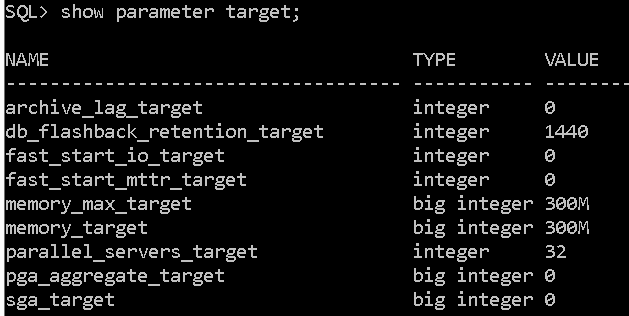 SQL> show parameter target;
NAME TYPE VALUE
------------------------------------ ----------- --------
archive_lag_target integer 0
db_flashback_retention_target integer 1440
fast_start_io_target integer 0
fast_start_mttr_target integer 0
memory_max_target big integer 300M
memory_target big integer 300M
parallel_servers_target integer 32
pga_aggregate_target big integer 0
sga_target big integer 0